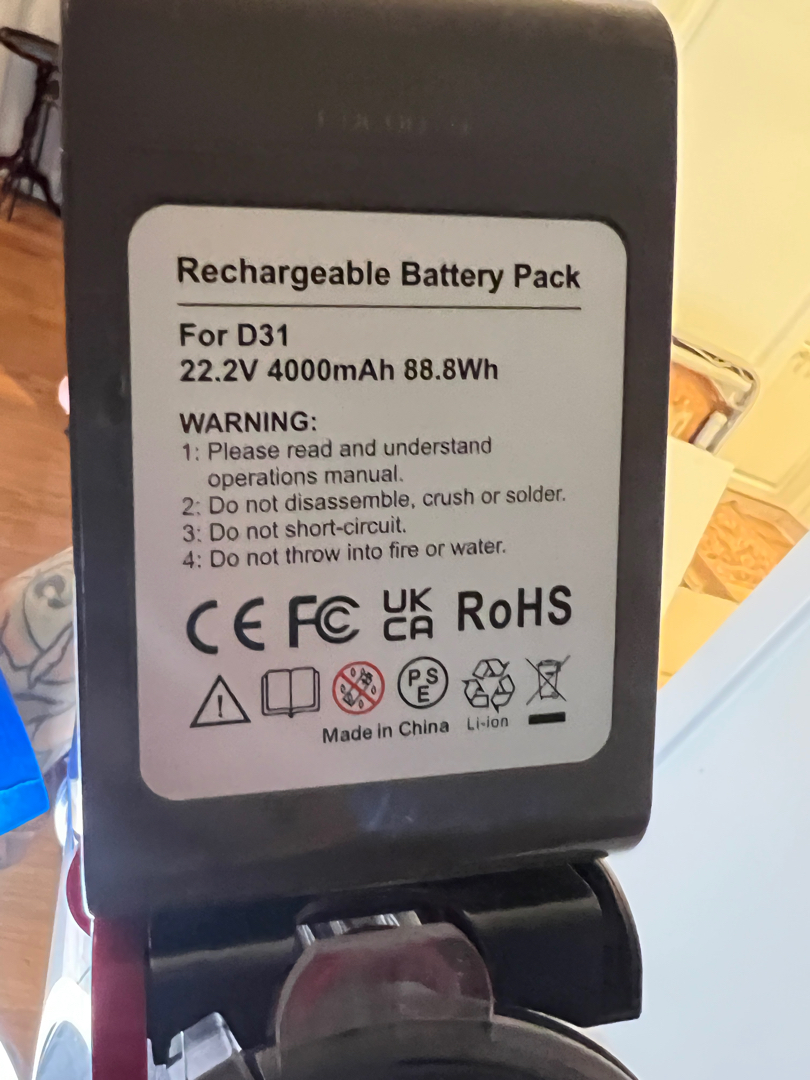 Rechargeable Battery Pack
For D31
22.2V 4000mAh 88.8Wh
WARNING:
1: Please read and understand
operations manual.
2: Do not disassemble, crush or solder.
3: Do not short-circuit.
4: Do not throw into fire or water.
CE FC UK CA RoHS
PSE
Made in China Li-ion